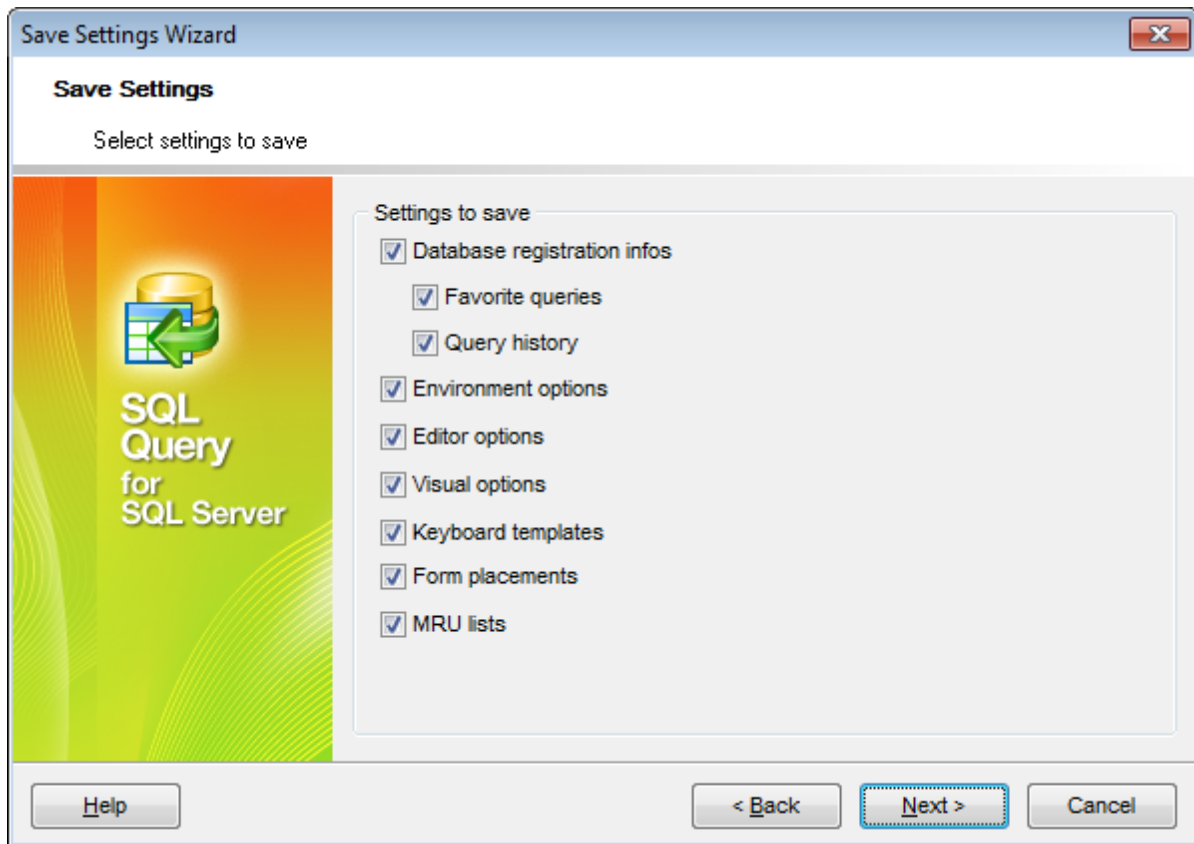 Save Settings Wizard
Save Settings
Select settings to save
SQL
Query
for
SQL Server
Settings to save
Database registration infos
Favorite queries
Query history
Environment options
Editor options
Visual options
Keyboard templates
Form placements
MRU lists
Help
< Back
Next >
Cancel